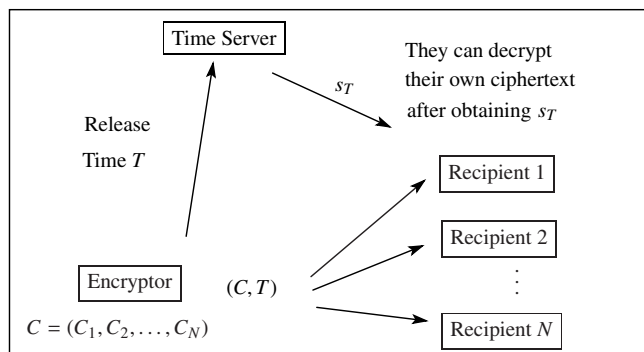 Time Server
They can decrypt
their own ciphertext
after obtaining s_T
s_T
Release
Time T
Recipient 1
Recipient 2
⋮
Encryptor
(C, T)
C = (C_1, C_2, . . . , C_N)
Recipient N